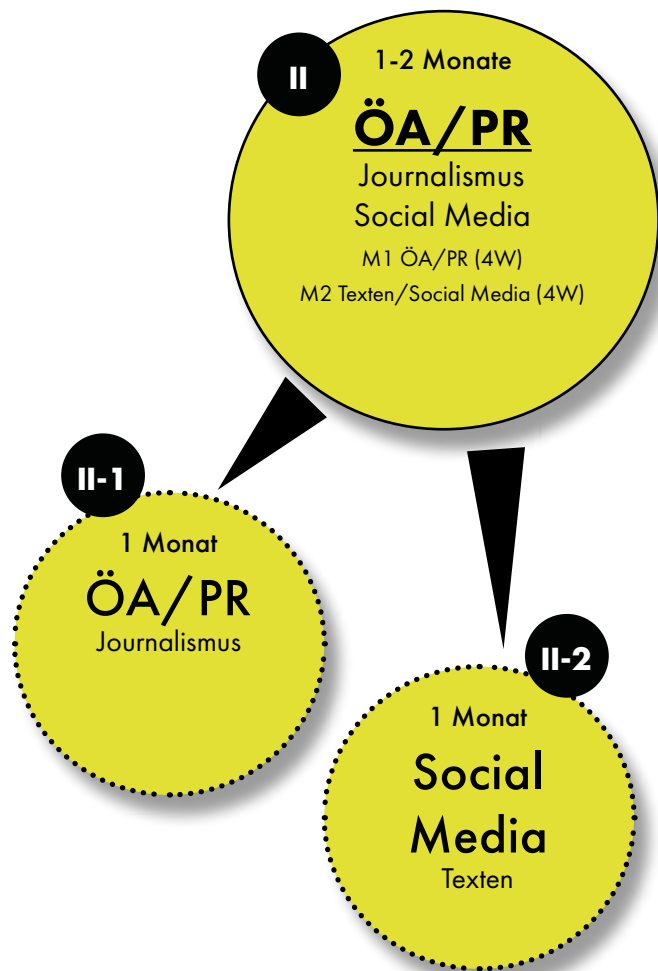 II
1-2 Monate
ÖA/PR
Journalismus
Social Media
M1 ÖA/PR (4W)
M2 Texten/Social Media (4W)
II-1
1 Monat
ÖA/PR
Journalismus
II-2
1 Monat
Social
Media
Texten